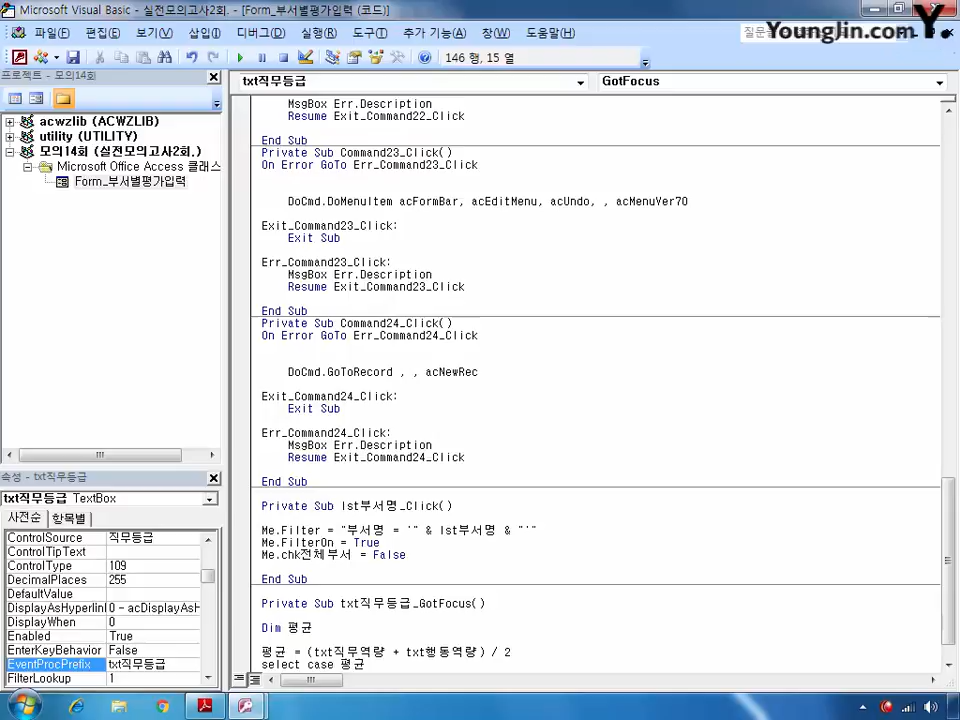 Microsoft Visual Basic - 실전모의고사2회. - [Form_부서별평가입력 (코드)]
파일(F) 편집(E) 보기(V) 삽입(I) 디버그(D) 실행(R) 도구(T) 추가 기능(A) 창(W) 도움말(H)
YoungJin.com Y
146 행, 15 열
프로젝트 - 모의14회
txt직무등급
GotFocus
acwzlib (ACWZLIB)
utility (UTILITY)
모의14회 (실전모의고사2회.)
Microsoft Office Access 클래스
Form_부서별평가입력
MsgBox Err.Description
Resume Exit_Command22_Click
End Sub
Private Sub Command23_Click()
On Error GoTo Err_Command23_Click
DoCmd.DoMenuItem acFormBar, acEditMenu, acUndo, , acMenuVer70
Exit_Command23_Click:
Exit Sub
Err_Command23_Click:
MsgBox Err.Description
Resume Exit_Command23_Click
End Sub
Private Sub Command24_Click()
On Error GoTo Err_Command24_Click
DoCmd.GoToRecord , , acNewRec
Exit_Command24_Click:
Exit Sub
Err_Command24_Click:
MsgBox Err.Description
Resume Exit_Command24_Click
End Sub
Private Sub lst부서명_Click()
Me.Filter = "부서명 = '" & lst부서명 & "'"
Me.FilterOn = True
Me.chk전체부서 = False
End Sub
Private Sub txt직무등급_GotFocus()
Dim 평균
평균 = (txt직무역량 + txt행동역량) / 2
select case 평균
속성 - txt직무등급
txt직무등급 TextBox
사전순 항목별
ControlSource 직무등급
ControlTipText
ControlType 109
DecimalPlaces 255
DefaultValue
DisplayAsHyperlin 0 - acDisplayAsH
DisplayWhen 0
Enabled True
EnterKeyBehavior False
EventProcPrefix txt직무등급
FilterLookup 1